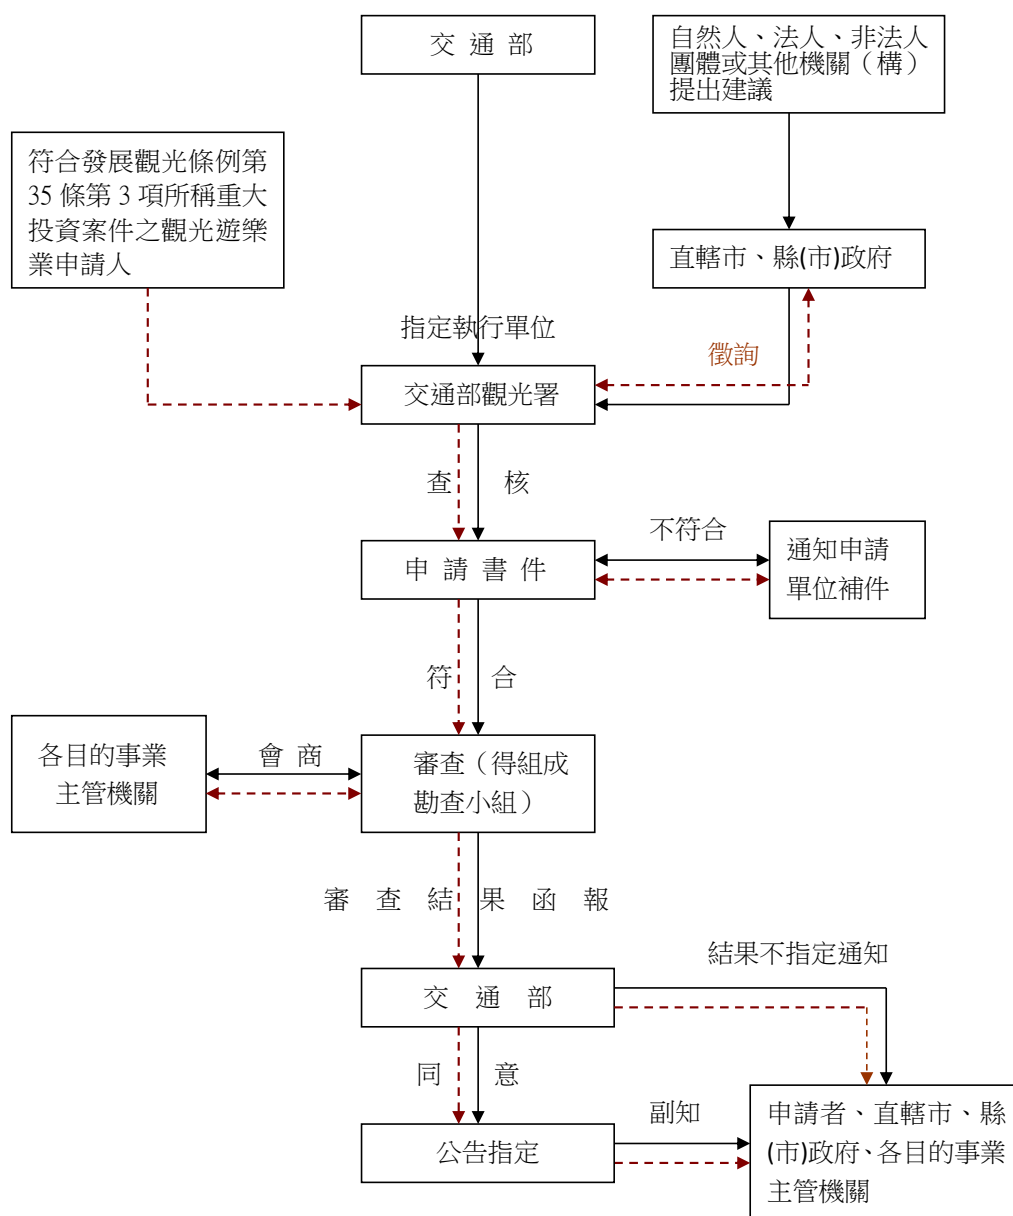 交通部
自然人、法人、非法人
團體或其他機關（構）
提出建議
符合發展觀光條例第
35 條第 3 項所稱重大
投資案件之觀光遊樂
業申請人
直轄市、縣(市)政府
指定執行單位
徵詢
交通部觀光署
查核
不符合
申請書件
通知申請
單位補件
符合
各目的事業
主管機關
會商
審查（得組成
勘查小組）
審查結果函報
結果不指定通知
交通部
同意
副知
公告指定
申請者、直轄市、縣
(市)政府、各目的事業
主管機關